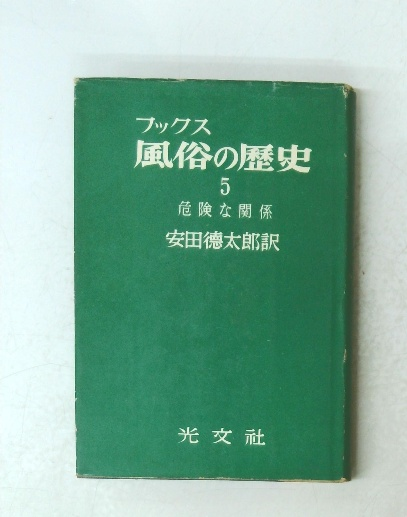 フックス
風俗の歴史
5
危険な関係
安田徳太郎訳
光文社